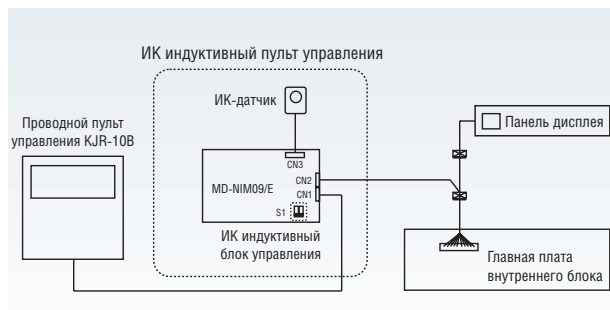 ИК индуктивный пульт управления
ИК-датчик
Проводной пульт
управления KJR-10B
Панель дисплея
CN3
MD-NIM09/E
CN2
CN1
S1
ИК индуктивный
блок управления
Главная плата
внутреннего блока